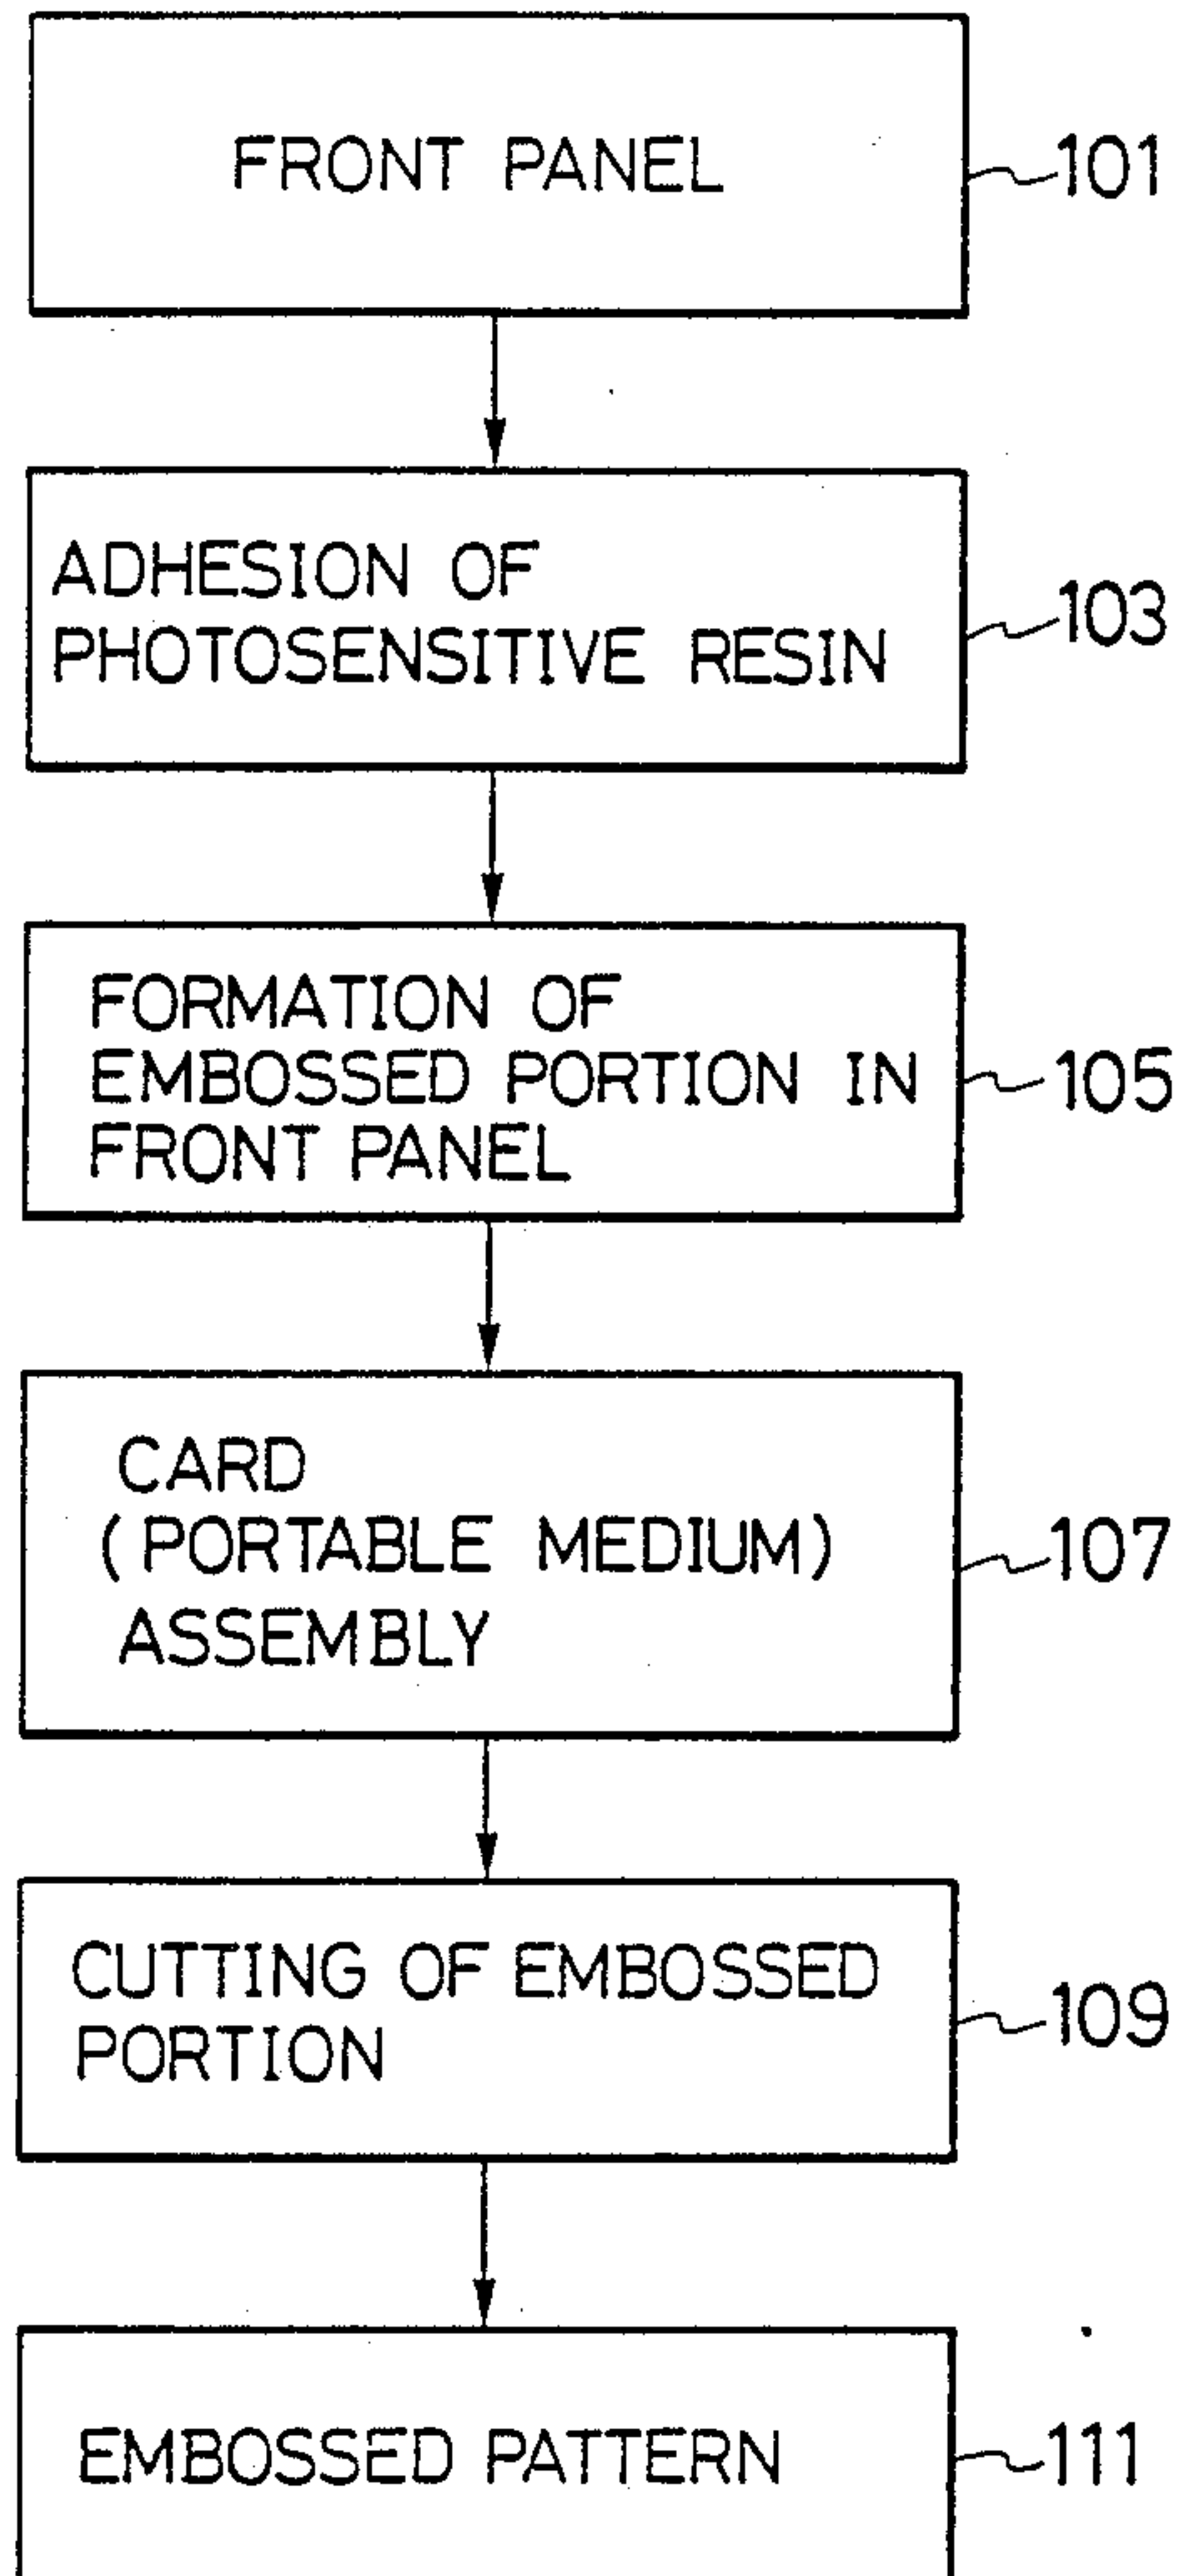 FRONT PANEL
101
ADHESION OF
PHOTOSENSITIVE RESIN
103
FORMATION OF
EMBOSSED PORTION IN
FRONT PANEL
105
CARD
(PORTABLE MEDIUM)
ASSEMBLY
107
CUTTING OF EMBOSSED
PORTION
109
EMBOSSED PATTERN
111